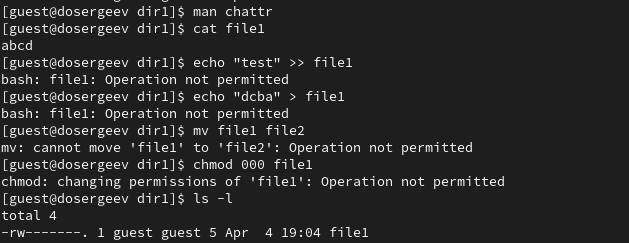 [guest@dosergeev dir1]$ man chattr
[guest@dosergeev dir1]$ cat file1
abcd
[guest@dosergeev dir1]$ echo "test" >> file1
bash: file1: Operation not permitted
[guest@dosergeev dir1]$ echo "dcba" > file1
bash: file1: Operation not permitted
[guest@dosergeev dir1]$ mv file1 file2
mv: cannot move 'file1' to 'file2': Operation not permitted
[guest@dosergeev dir1]$ chmod 000 file1
chmod: changing permissions of 'file1': Operation not permitted
[guest@dosergeev dir1]$ ls -l
total 4
-rw-------. 1 guest guest 5 Apr  4 19:04 file1